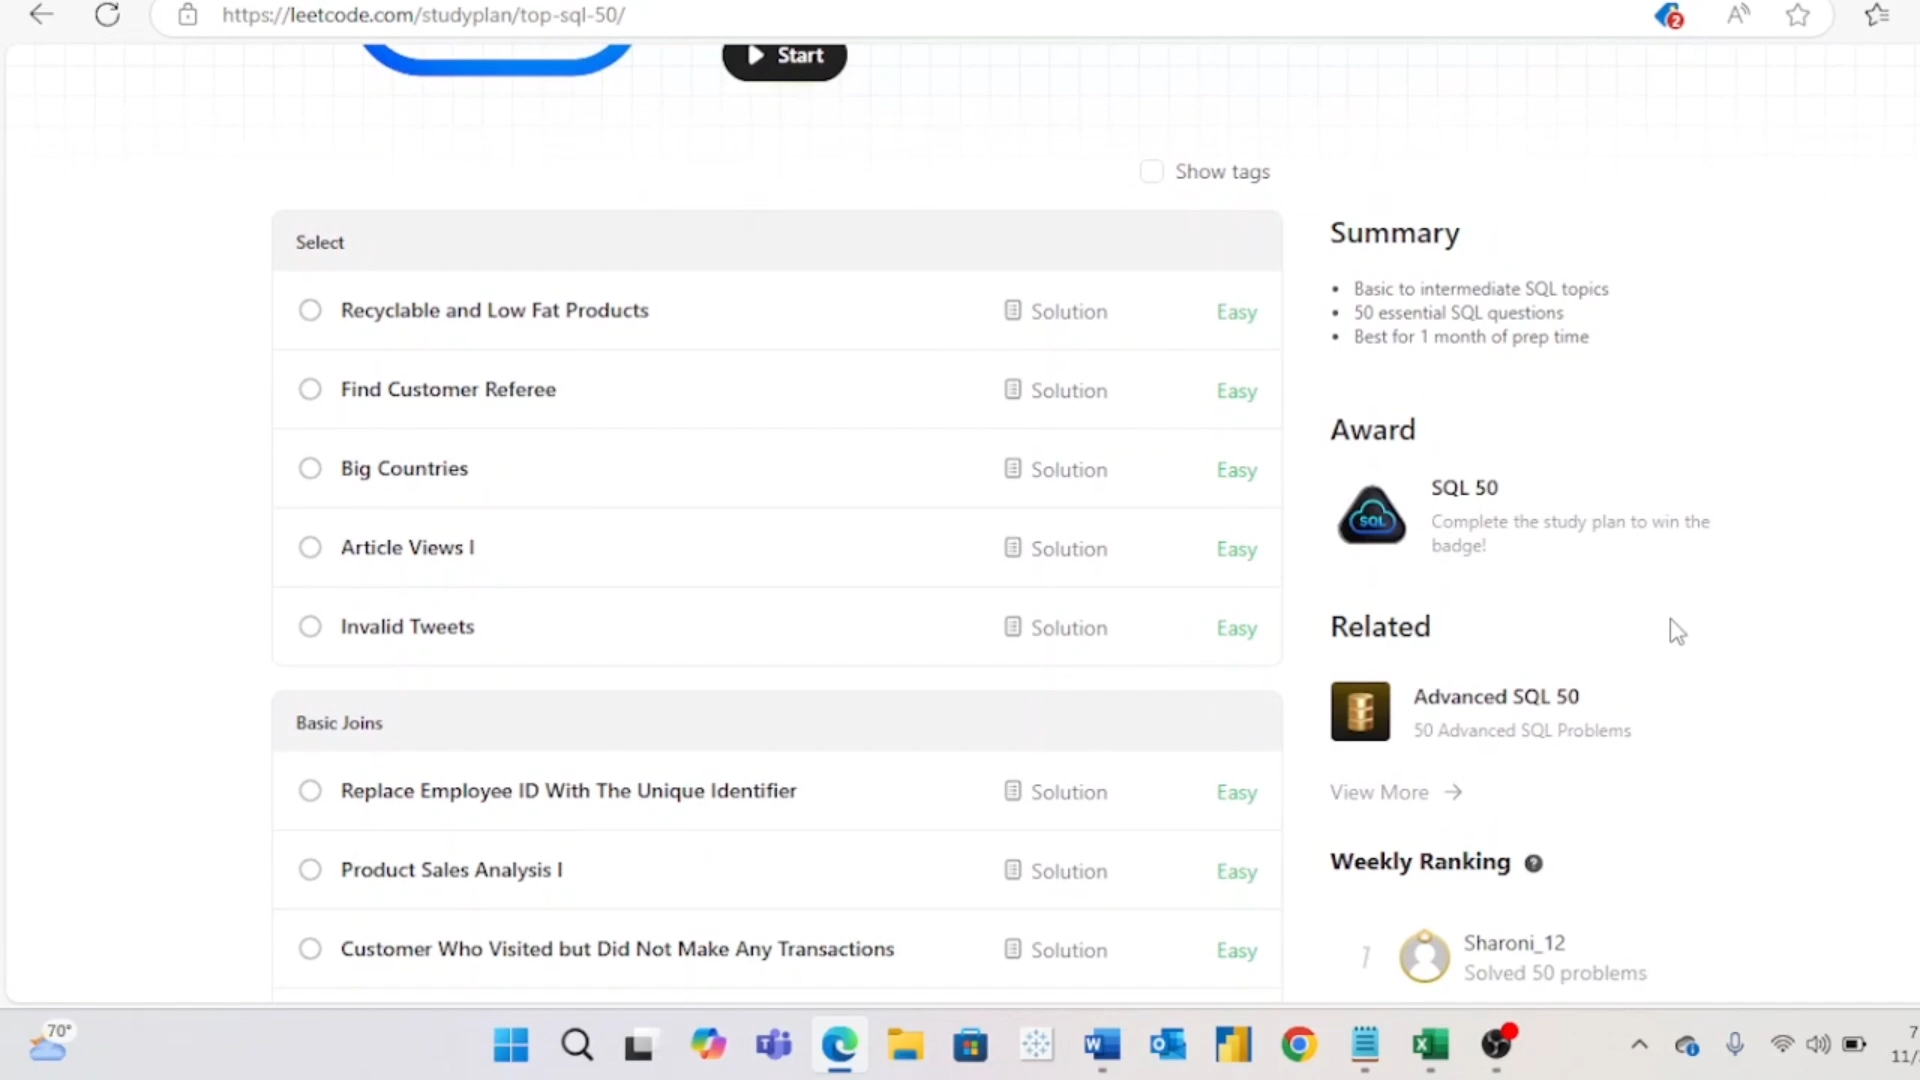 https://leetcode.com/studyplan/top-sql-50/
2
A
Start
Show tags
Select
Recyclable and Low Fat Products Solution Easy
Find Customer Referee Solution Easy
Big Countries Solution Easy
Article Views I Solution Easy
Invalid Tweets Solution Easy
Basic Joins
Replace Employee ID With The Unique Identifier Solution Easy
Product Sales Analysis I Solution Easy
Customer Who Visited but Did Not Make Any Transactions Solution Easy
Summary
• Basic to intermediate SQL topics
• 50 essential SQL questions
• Best for 1 month of prep time
Award
SQL
SQL 50
Complete the study plan to win the
badge!
Related
Advanced SQL 50
50 Advanced SQL Problems
View More
Weekly Ranking ?
1 Sharoni_12
Solved 50 problems
70°
7
11/